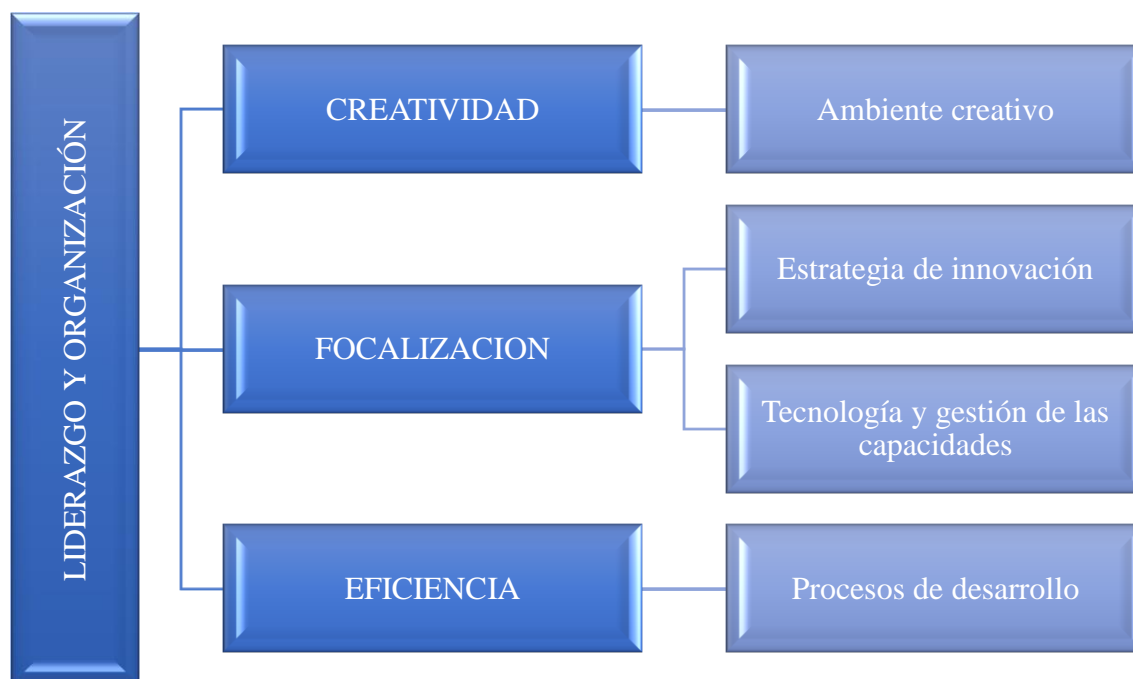 LIDERAZGO Y ORGANIZACIÓN
CREATIVIDAD
Ambiente creativo
FOCALIZACION
Estrategia de innovación
Tecnología y gestión de las
capacidades
EFICIENCIA
Procesos de desarrollo